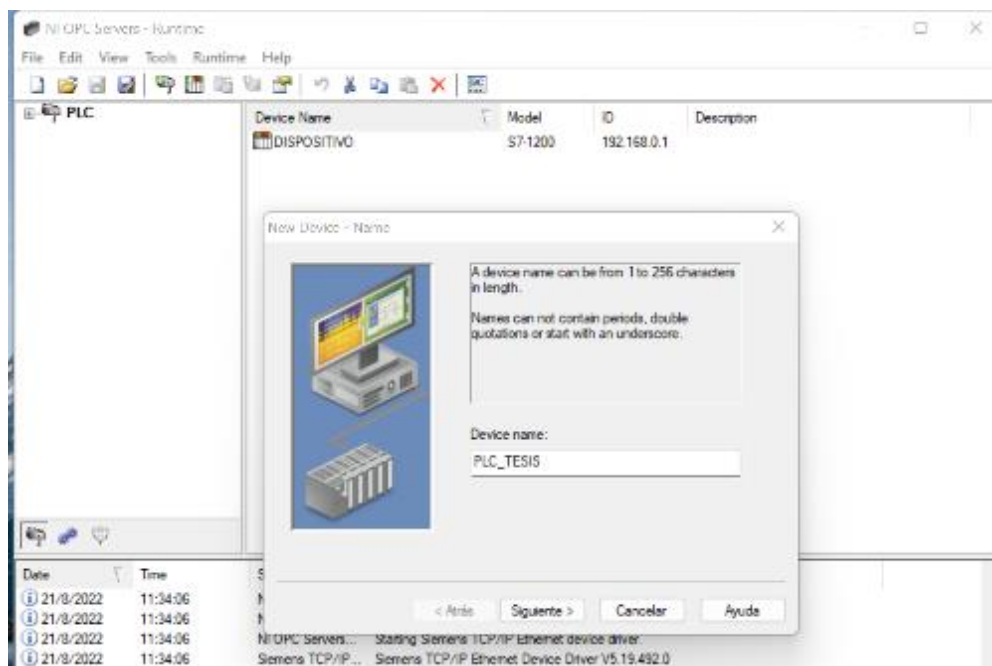 NI OPC Servers - Runtime
File Edit View Tools Runtime Help
PLC
Device Name Model ID Description
DISPOSITIVO S7-1200 192.168.0.1
New Device - Name
A device name can be from 1 to 256 characters
in length.
Names can not contain periods, double
quotations or start with an underscore.
Device name:
PLC_TESIS
< Atrás Siguiente > Cancelar Ayuda
Date Time
21/8/2022 11:34:06
21/8/2022 11:34:06
21/8/2022 11:34:06 NI OPC Servers... Starting Siemens TCP/IP Ethernet device driver.
21/8/2022 11:34:06 Siemens TCP/IP... Siemens TCP/IP Ethernet Device Driver V5.19.492.0